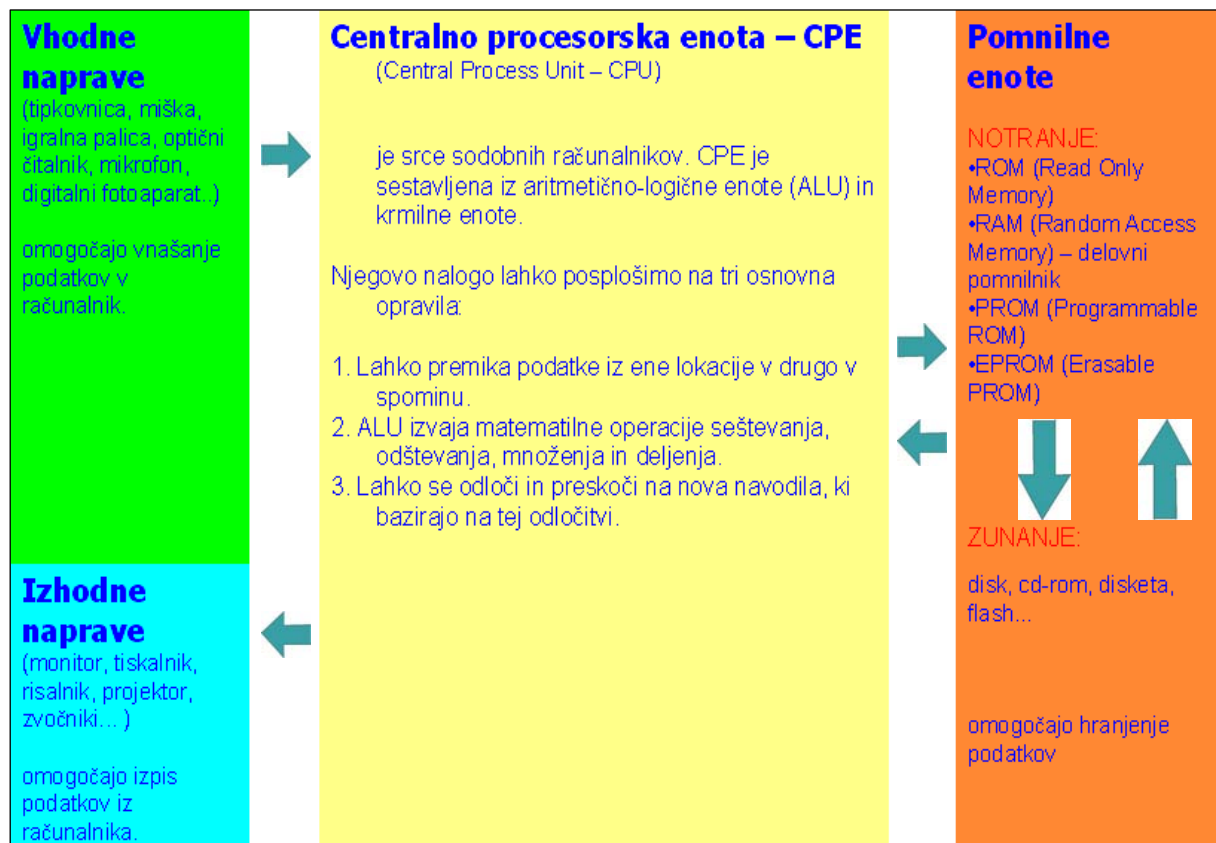 Vhodne
naprave
(tipkovnica, miška,
igralna palica, optični
čitalnik, mikrofon,
digitalni fotoaparat..)
omogočajo vnašanje
podatkov v
računalnik.
Izhodne
naprave
(monitor, tiskalnik,
risalnik, projektor,
zvočniki... )
omogočajo izpis
podatkov iz
računalnika.
Centralno procesorska enota – CPE
(Central Process Unit – CPU)
je srce sodobnih računalnikov. CPE je
sestavljena iz aritmetično-logične enote (ALU) in
krmilne enote.
Njegovo nalogo lahko posplošimo na tri osnovna
opravila:
1. Lahko premika podatke iz ene lokacije v drugo v
spominu.
2. ALU izvaja matematilne operacije seštevanja,
odštevanja, množenja in deljenja.
3. Lahko se odloči in preskoči na nova navodila, ki
bazirajo na tej odločitvi.
Pomnilne
enote
NOTRANJE:
•ROM (Read Only
Memory)
•RAM (Random Access
Memory) – delovni
pomnilnik
•PROM (Programmable
ROM)
•EPROM (Erasable
PROM)
ZUNANJE:
disk, cd-rom, disketa,
flash...
omogočajo hranjenje
podatkov